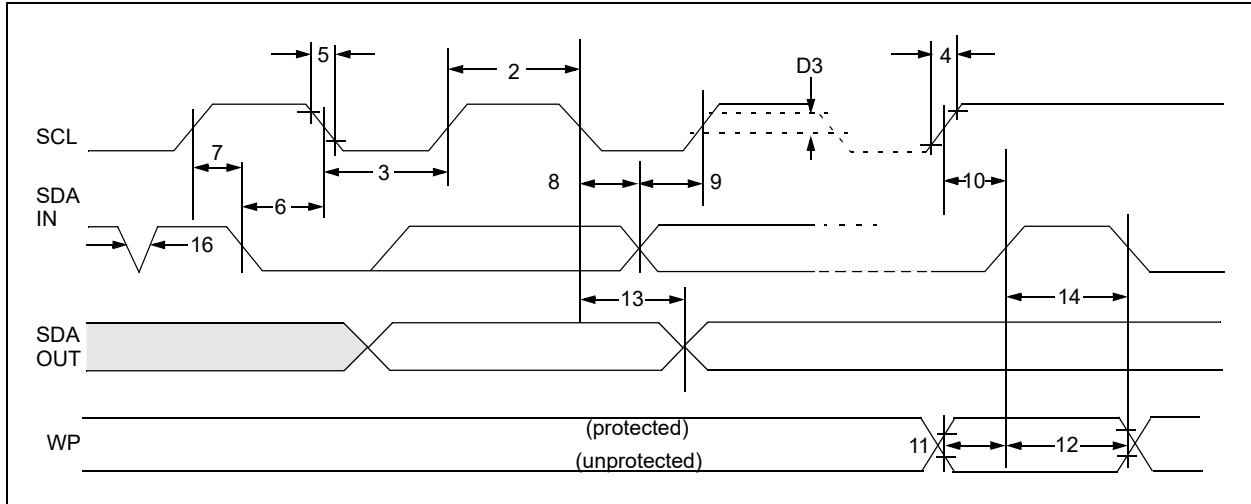 5
2
D3
4
SCL
7
3
8
9
10
SDA
IN
6
16
13
14
SDA
OUT
WP
(protected)
(unprotected)
11
12